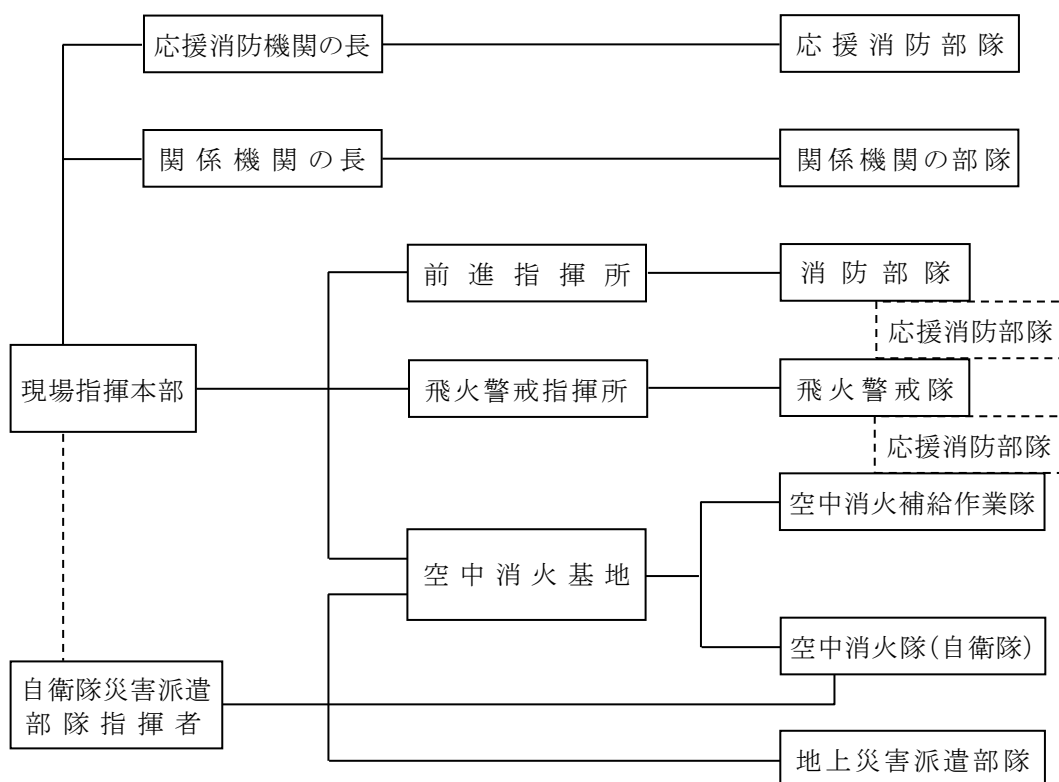 応援消防機関の長
応援消防部隊
関係機関の長
関係機関の部隊
前進指揮所
消防部隊
応援消防部隊
現場指揮本部
飛火警戒指揮所
飛火警戒隊
応援消防部隊
空中消火補給作業隊
空中消火基地
空中消火隊(自衛隊)
自衛隊災害派遣
部隊指揮者
地上災害派遣部隊